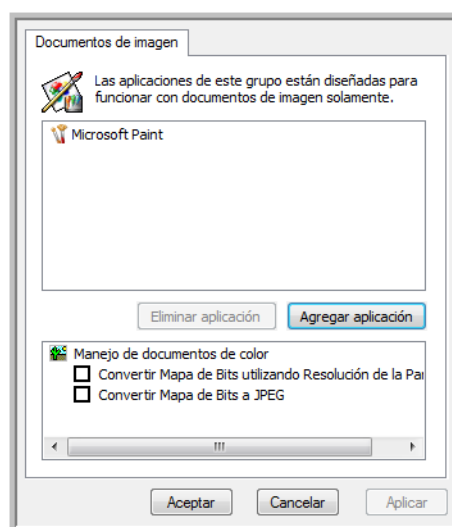 Documentos de imagen
Las aplicaciones de este grupo están diseñadas para
funcionar con documentos de imagen solamente.
Microsoft Paint
Eliminar aplicación
Agregar aplicación
Manejo de documentos de color
Convertir Mapa de Bits utilizando Resolución de la
Convertir Mapa de Bits a JPEG
Aceptar
Cancelar
Aplicar